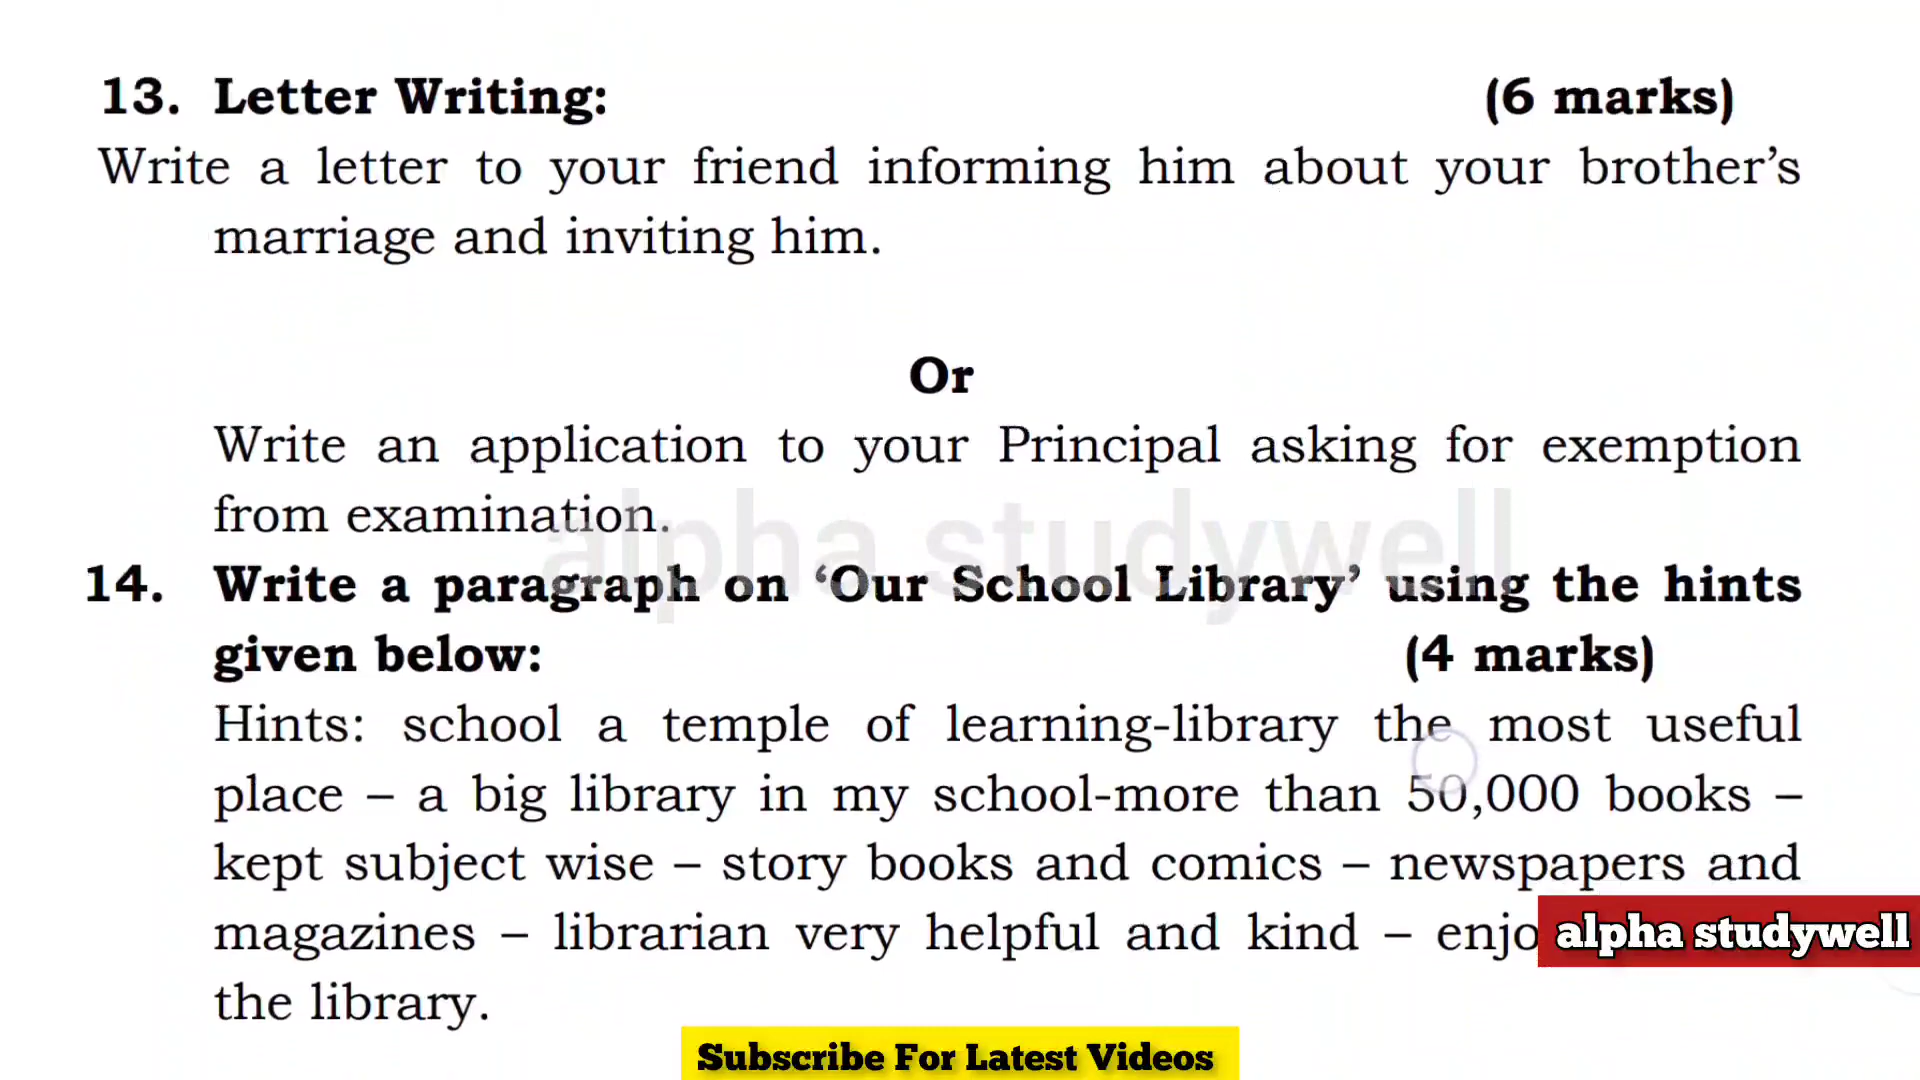 13. Letter Writing: (6 marks)
Write a letter to your friend informing him about your brother’s
marriage and inviting him.
Or
Write an application to your Principal asking for exemption
from examination.
alpha studywell
14. Write a paragraph on ‘Our School Library’ using the hints
given below: (4 marks)
Hints: school a temple of learning-library the most useful
place – a big library in my school-more than 50,000 books –
kept subject wise – story books and comics – newspapers and
magazines – librarian very helpful and kind –
alpha studywell
the library.
Subscribe For Latest Videos